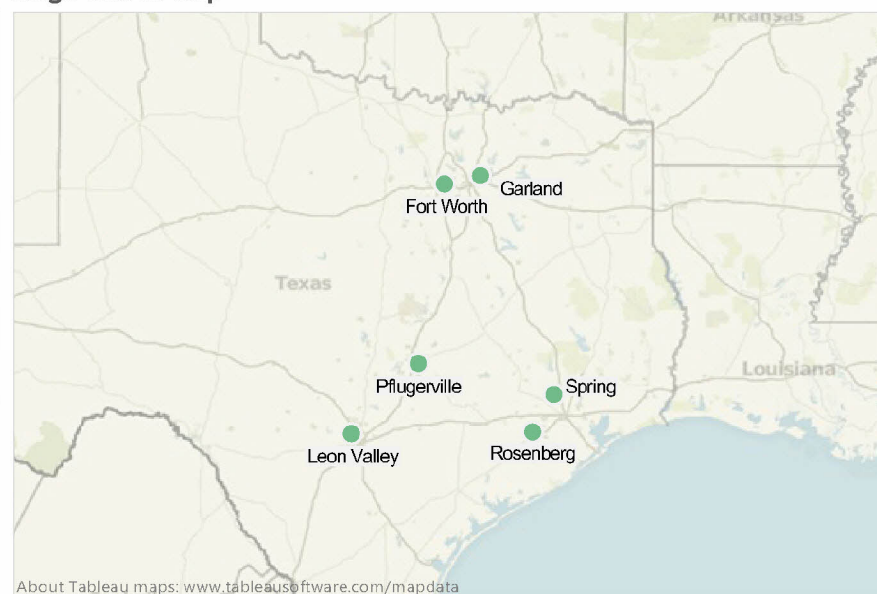 Arkansas
Garland
Fort Worth
Texas
Louisiana
Pflugerville
Spring
Leon Valley
Rosenberg
About Tableau maps: www.tableausoftware.com/mapdata